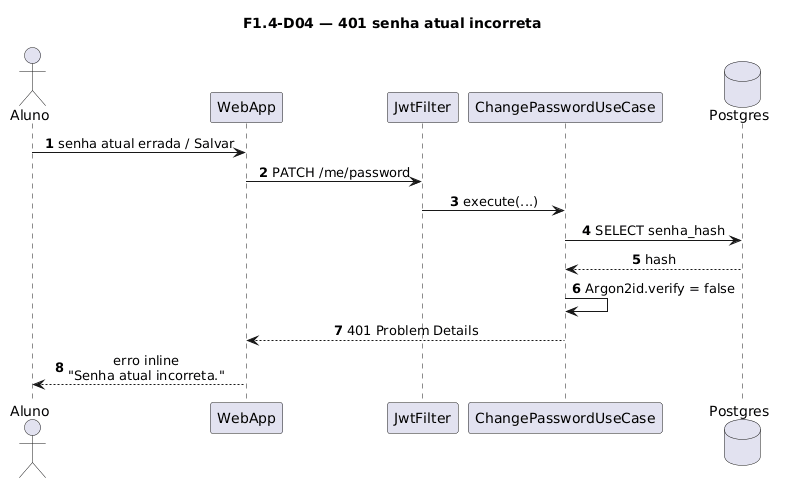 F1.4-D04 — 401 senha atual incorreta
Aluno
WebApp
JwtFilter
ChangePasswordUseCase
Postgres
1 senha atual errada / Salvar
2 PATCH /me/password
3 execute(...)
4 SELECT senha_hash
5 hash
6 Argon2id.verify = false
7 401 Problem Details
8 erro inline
"Senha atual incorreta."
Aluno
WebApp
JwtFilter
ChangePasswordUseCase
Postgres